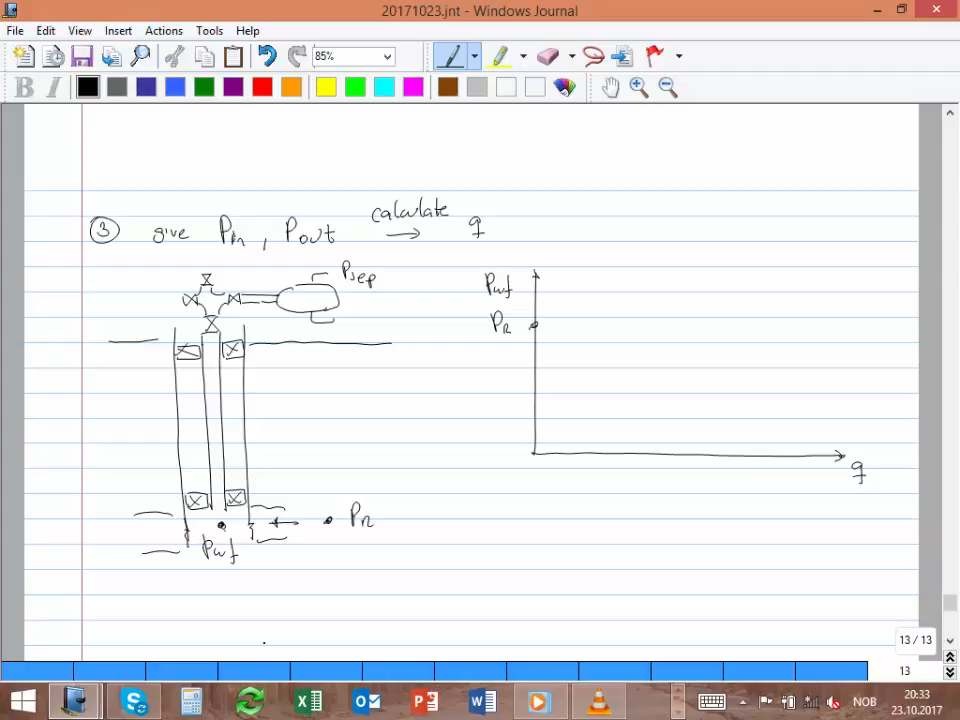 20171023.jnt - Windows Journal
File Edit View Insert Actions Tools Help
85%
B I
3 give Pin, Pout calculate → q
Psep
Pwf
PR
q
PR
Pwf
13 / 13
13
NOB
20:33
23.10.2017